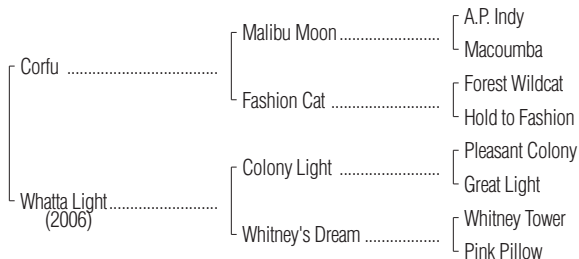 A.P. Indy
Malibu Moon
Macoumba
Corfu
Forest Wildcat
Fashion Cat
Hold to Fashion
Pleasant Colony
Colony Light
Great Light
Whatta Light
(2006)
Whitney Tower
Whitney's Dream
Pink Pillow